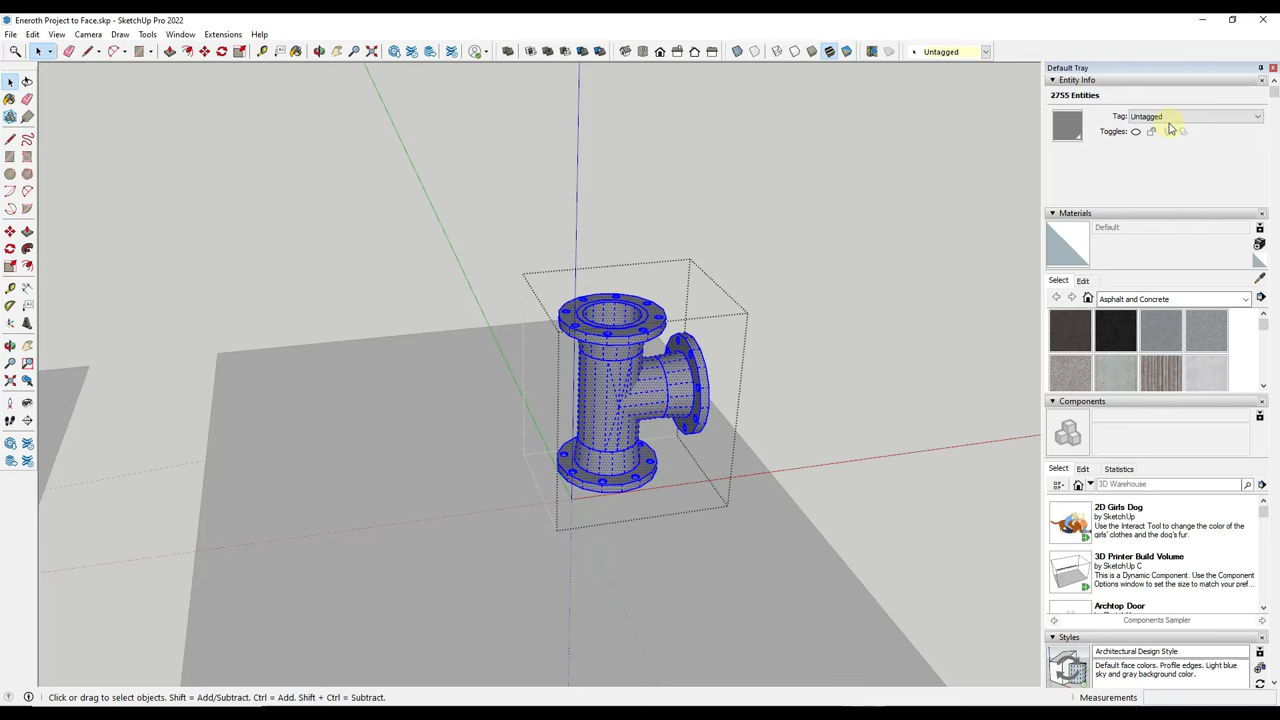 Eneroth Project to Face.skp - SketchUp Pro 2022
File Edit View Camera Draw Tools Window Extensions Help
Untagged
Default Tray
Entity Info
2755 Entities
Tag: Untagged
Toggles:
Materials
Default
Select Edit
Asphalt and Concrete
Components
Select Edit Statistics
3D Warehouse
2D Girls Dog
by SketchUp
Use the Interact Tool to change the color of the
girls' clothes and the dog's fur.
3D Printer Build Volume
by SketchUp C
This is a Dynamic Component. Use the Component
Options window to set the size to match your pref...
Archtop Door
Components Sampler
Styles
Architectural Design Style
Default face colors. Profile edges. Light blue
sky and gray background color.
Click or drag to select objects. Shift = Add/Subtract. Ctrl = Add. Shift + Ctrl = Subtract.
Measurements